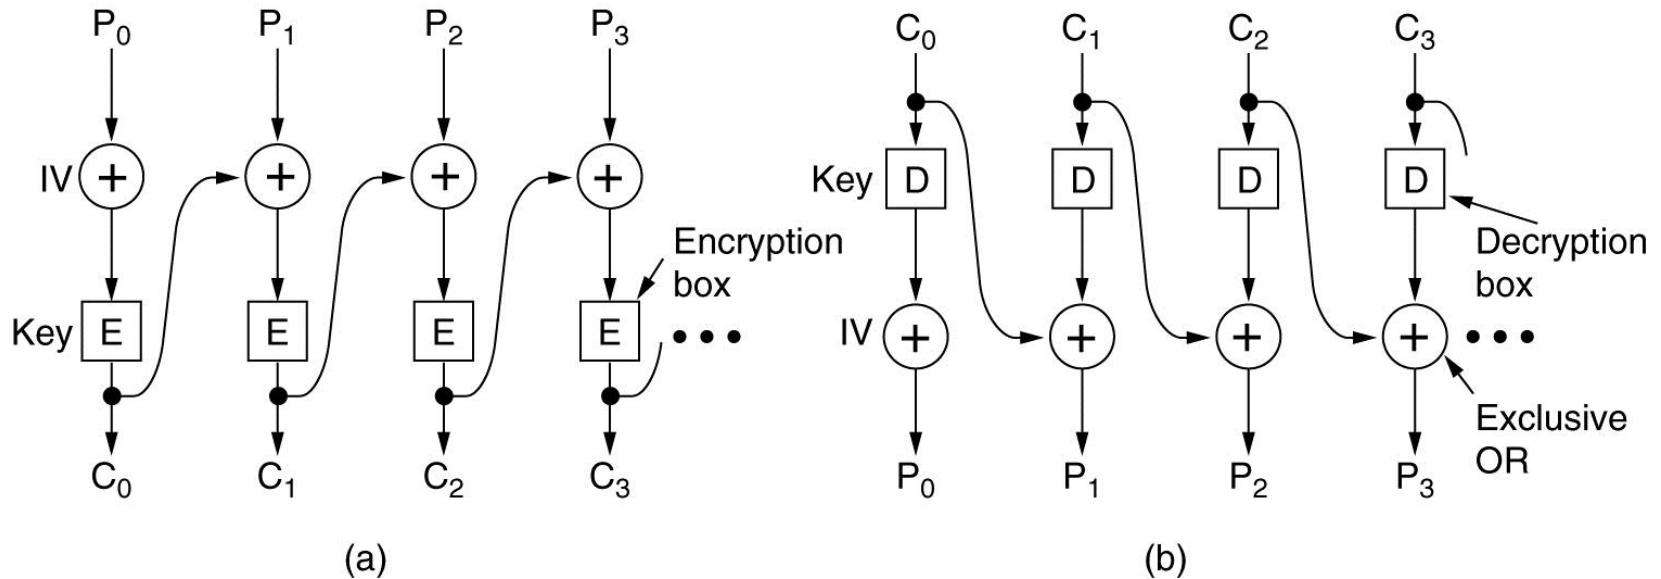 P0 P1 P2 P3
IV + + + +
Encryption
box
Key E E E E
C0 C1 C2 C3
(a)
C0 C1 C2 C3
Key D D D D
Decryption
box
IV + + + +
Exclusive
OR
P0 P1 P2 P3
(b)